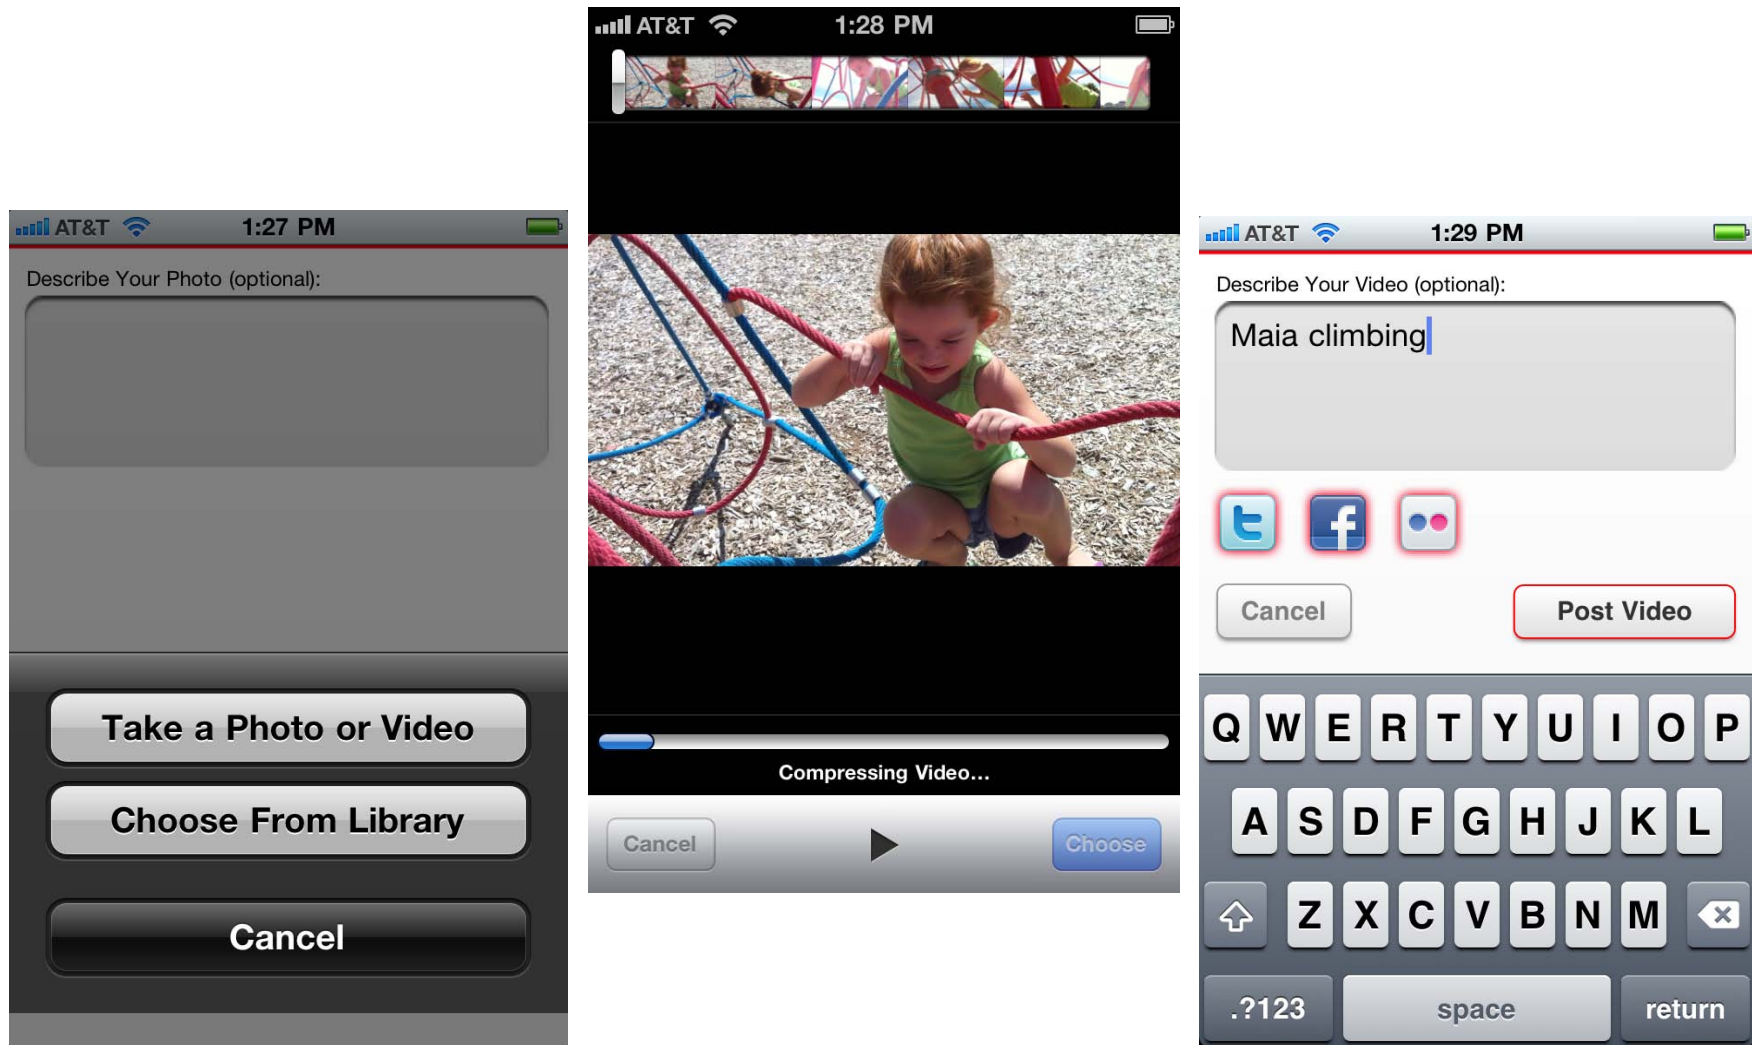 AT&T 1:27 PM
Describe Your Photo (optional):
Take a Photo or Video
Choose From Library
Cancel
AT&T 1:28 PM
Compressing Video...
Cancel
Choose
AT&T 1:29 PM
Describe Your Video (optional):
Maia climbing
t f
Cancel
Post Video
Q W E R T Y U I O P
A S D F G H J K L
Z X C V B N M
.?123 space return